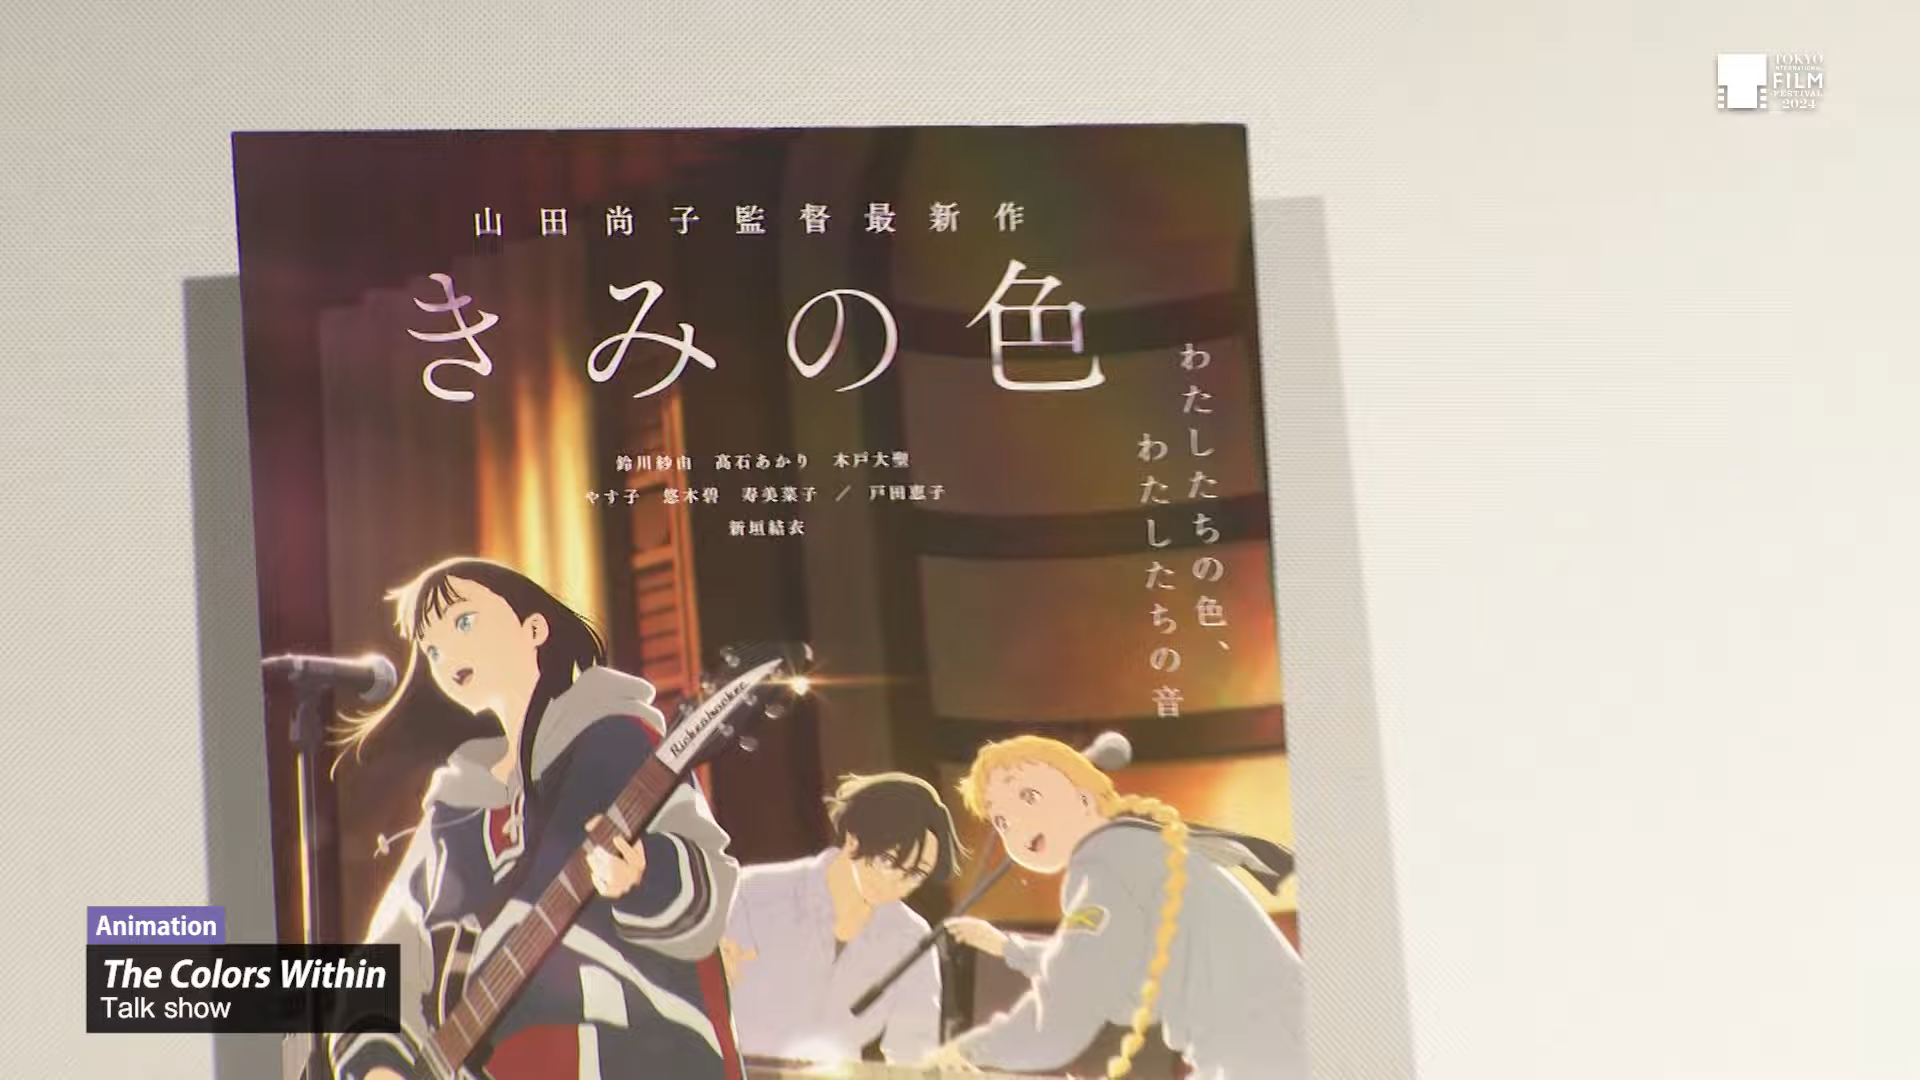 TOKYO
INTERNATIONAL
FILM
FESTIVAL
2024
山田尚子監督最新作
きみの色
わたしたちの色、
わたしたちの音
鈴川紗由 髙石あかり 木戸大聖
やす子 悠木碧 寿美菜子 / 戸田恵子
新垣結衣
Rickenbacker
Animation
The Colors Within
Talk show